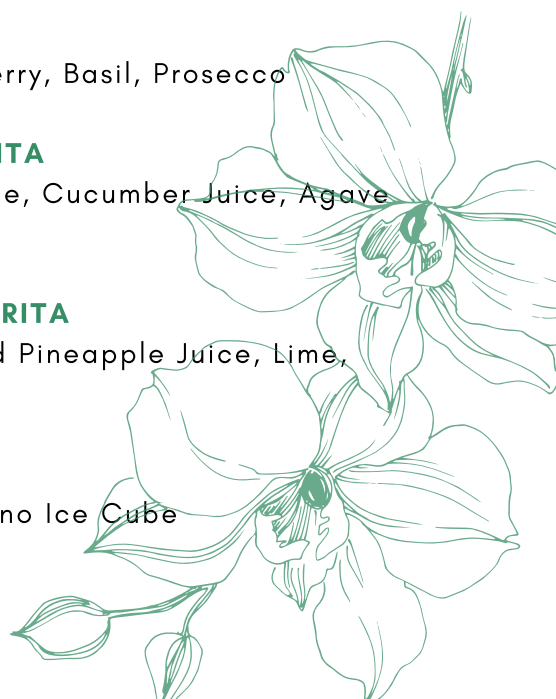 erry, Basil, Prosecco
ITA
e, Cucumber Juice, Agave
RITA
d Pineapple Juice, Lime,
no Ice Cube